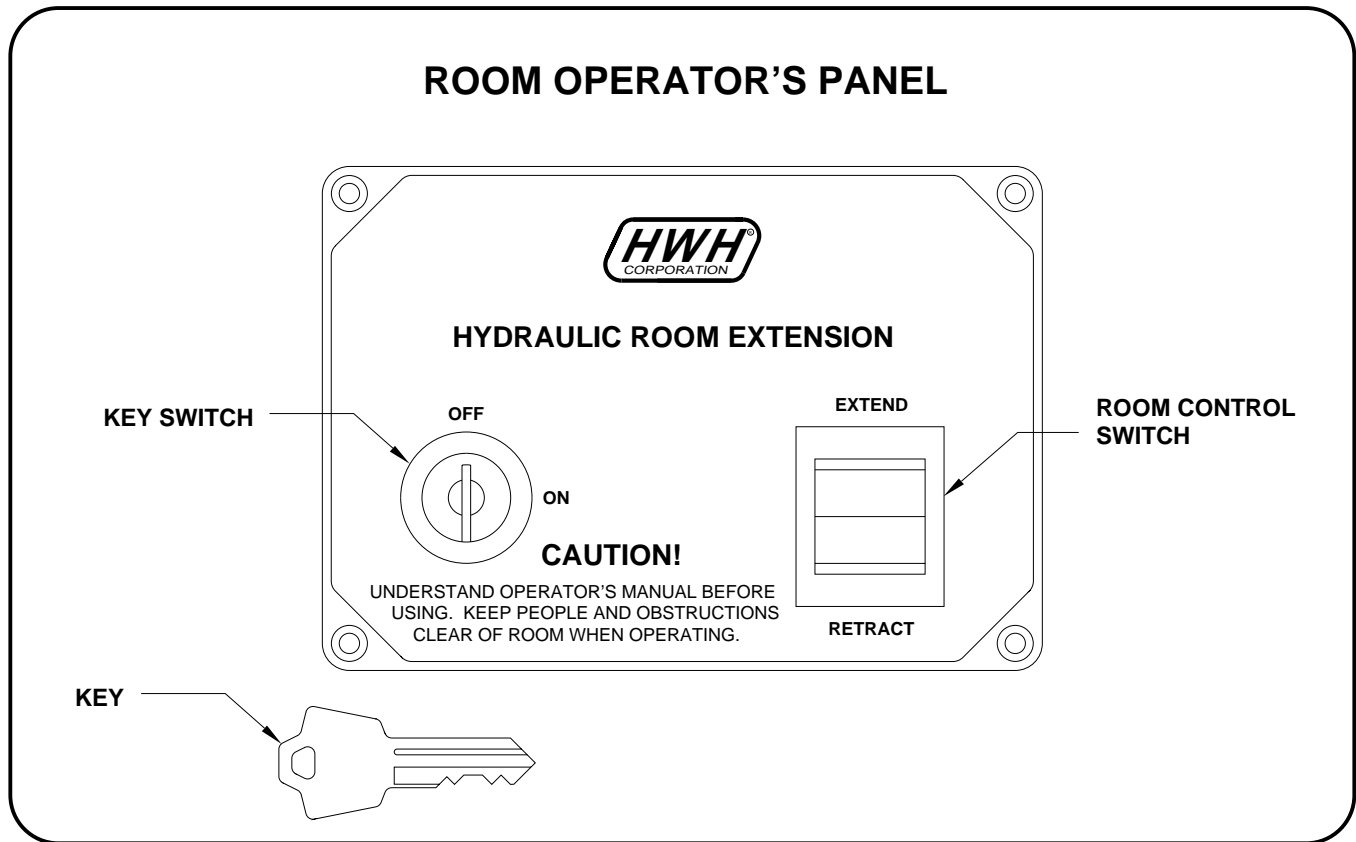 ROOM OPERATOR'S PANEL
HWH®
CORPORATION
HYDRAULIC ROOM EXTENSION
KEY SWITCH
OFF
ON
EXTEND
RETRACT
ROOM CONTROL
SWITCH
CAUTION!
UNDERSTAND OPERATOR'S MANUAL BEFORE
USING. KEEP PEOPLE AND OBSTRUCTIONS
CLEAR OF ROOM WHEN OPERATING.
KEY